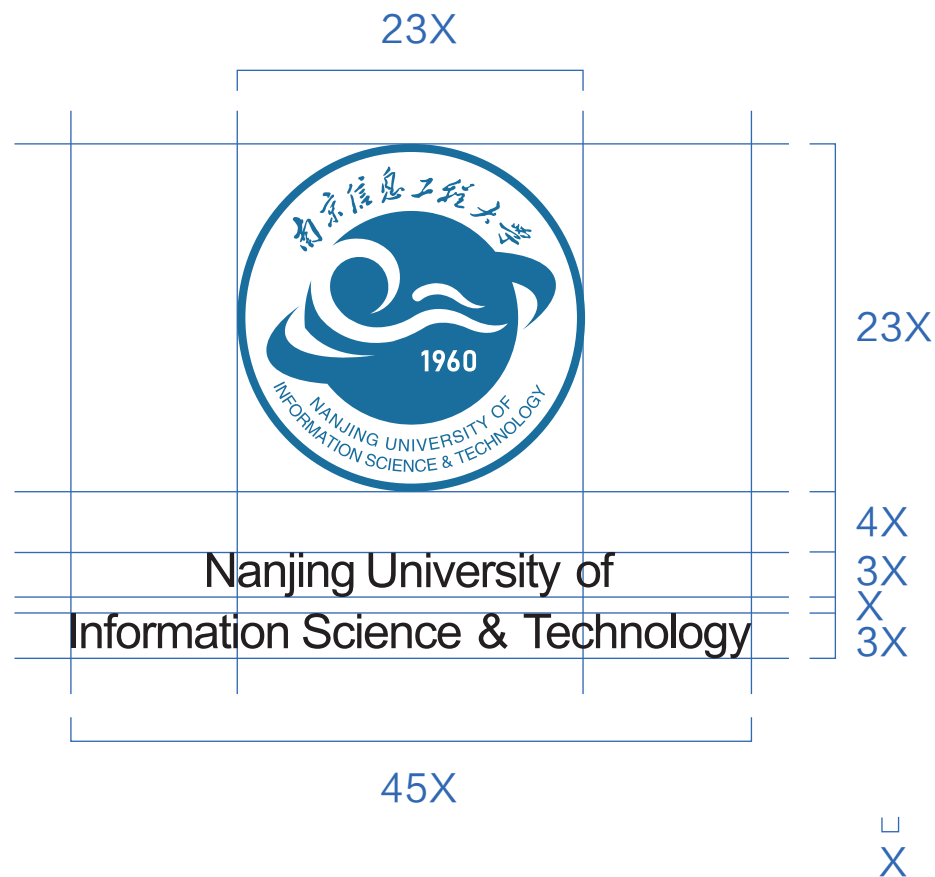 23X
南京信息工程大学
1960
NANJING UNIVERSITY OF
INFORMATION SCIENCE & TECHNOLOGY
23X
4X
Nanjing University of
3X
X
Information Science & Technology
3X
45X
X